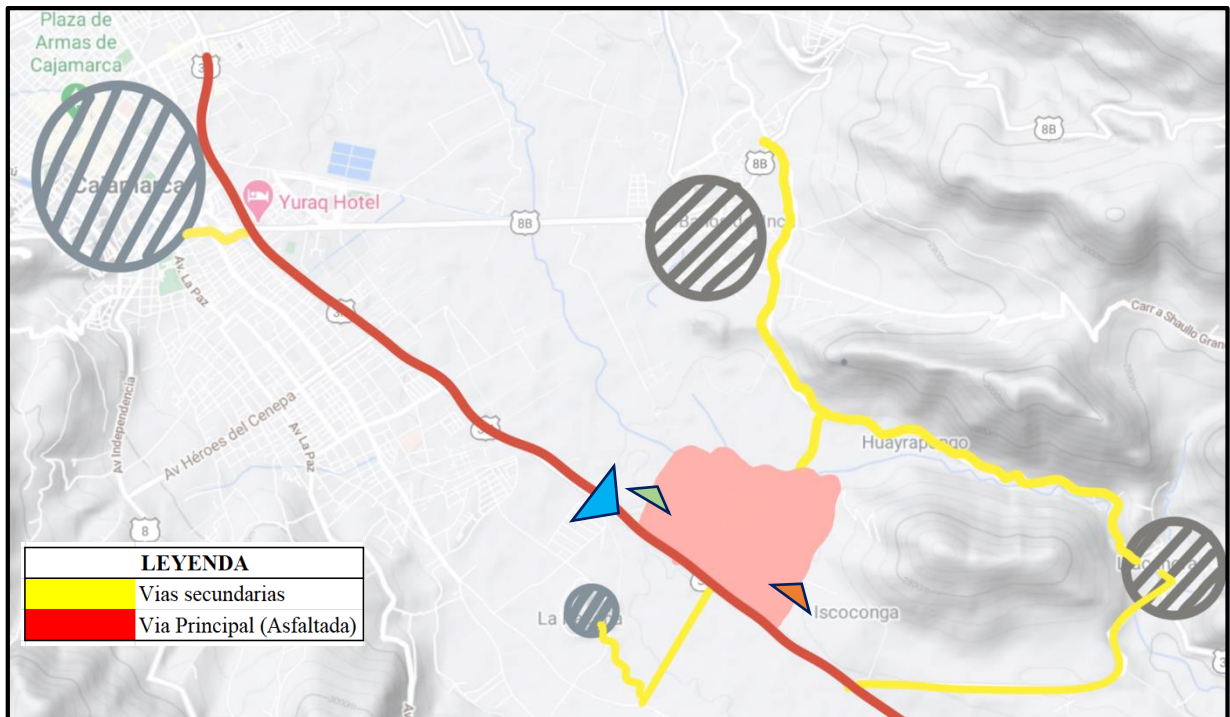 Plaza de
Armas de
Cajamarca
8B
8B
Cajamarca
Yuraq Hotel
8B
Av. La Paz
Carr a Shaullo Gran
Av Independencia
Av Héroes del Cenepa
Av La Paz
Huayrapongo
8
LEYENDA
Vias secundarias
Via Principal (Asfaltada)
La
Iscoconga